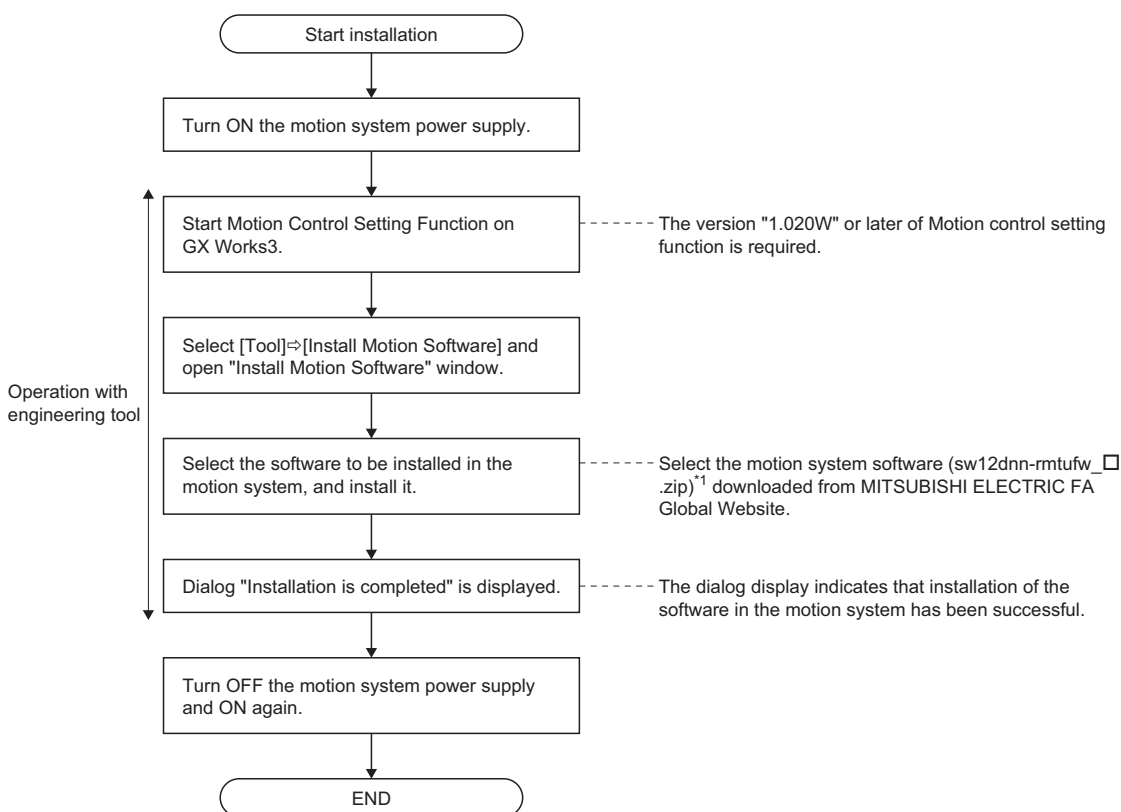 Start installation
Turn ON the motion system power supply.
Start Motion Control Setting Function on
GX Works3.
The version "1.020W" or later of Motion control setting
function is required.
Select [Tool]⇨[Install Motion Software] and
open "Install Motion Software" window.
Operation with
engineering tool
Select the software to be installed in the
motion system, and install it.
Select the motion system software (sw12dnn-rmtufw_□
.zip)*1 downloaded from MITSUBISHI ELECTRIC FA
Global Website.
Dialog "Installation is completed" is displayed.
The dialog display indicates that installation of the
software in the motion system has been successful.
Turn OFF the motion system power supply
and ON again.
END